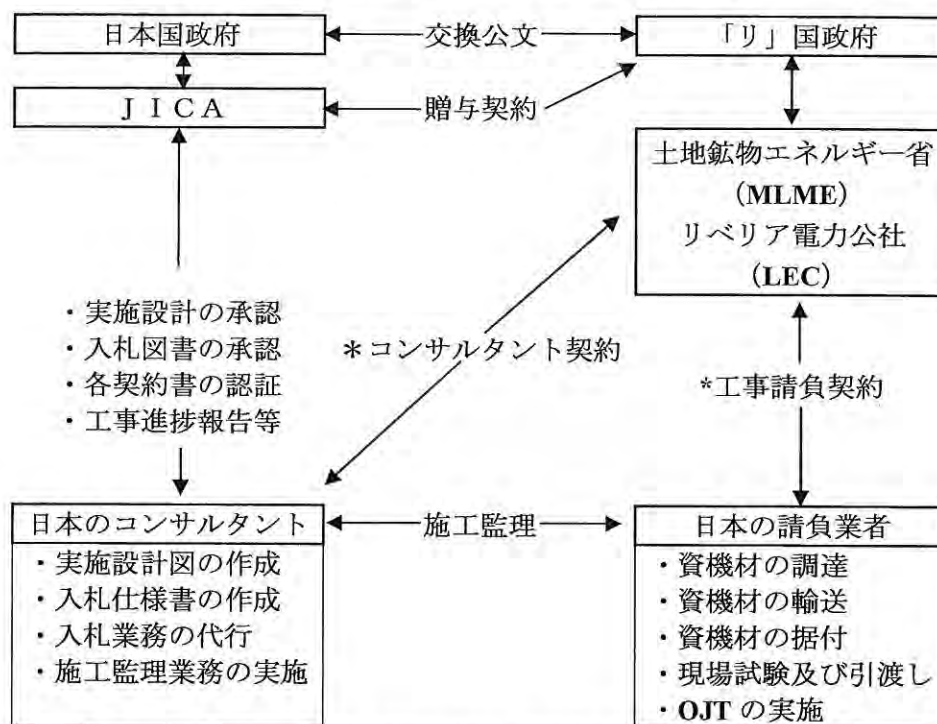 日本国政府
交換公文
「リ」国政府
JICA
贈与契約
土地鉱物エネルギー省
(MLME)
リベリア電力公社
(LEC)
・実施設計の承認
・入札図書の承認
・各契約書の認証
・工事進捗報告等
＊コンサルタント契約
*工事請負契約
日本のコンサルタント
施工監理
日本の請負業者
・実施設計図の作成
・入札仕様書の作成
・入札業務の代行
・施工監理業務の実施
・資機材の調達
・資機材の輸送
・資機材の据付
・現場試験及び引渡し
・OJT の実施